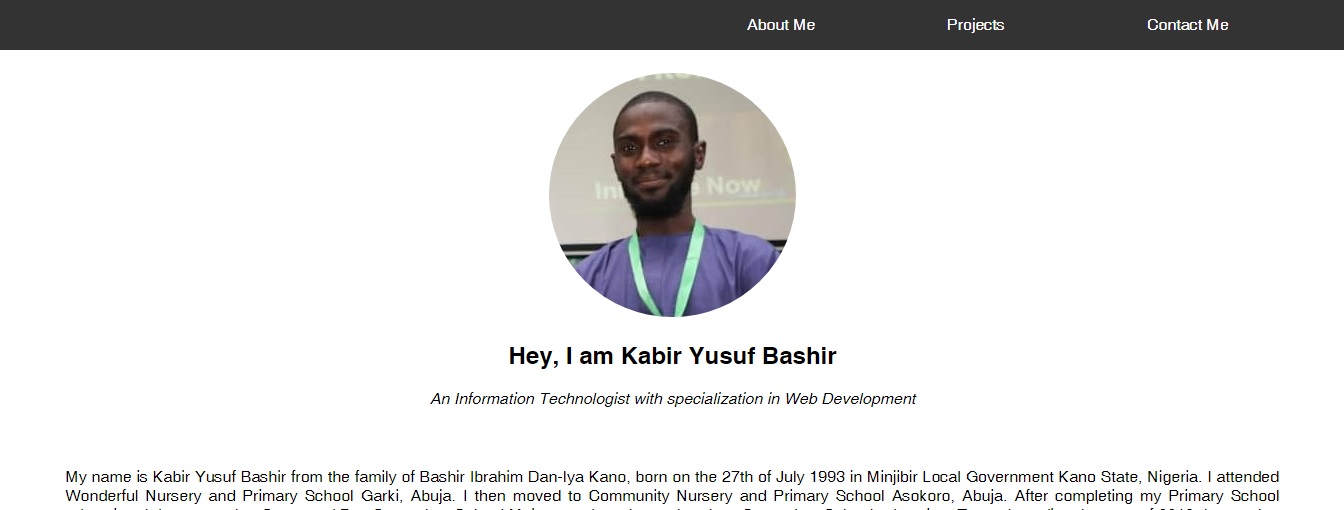 About Me Projects Contact Me
Now
Hey, I am Kabir Yusuf Bashir
An Information Technologist with specialization in Web Development
My name is Kabir Yusuf Bashir from the family of Bashir Ibrahim Dan-Iya Kano, born on the 27th of July 1993 in Minjibir Local Government Kano State, Nigeria. I attended
Wonderful Nursery and Primary School Garki, Abuja. I then moved to Community Nursery and Primary School Asokoro, Abuja. After completing my Primary School